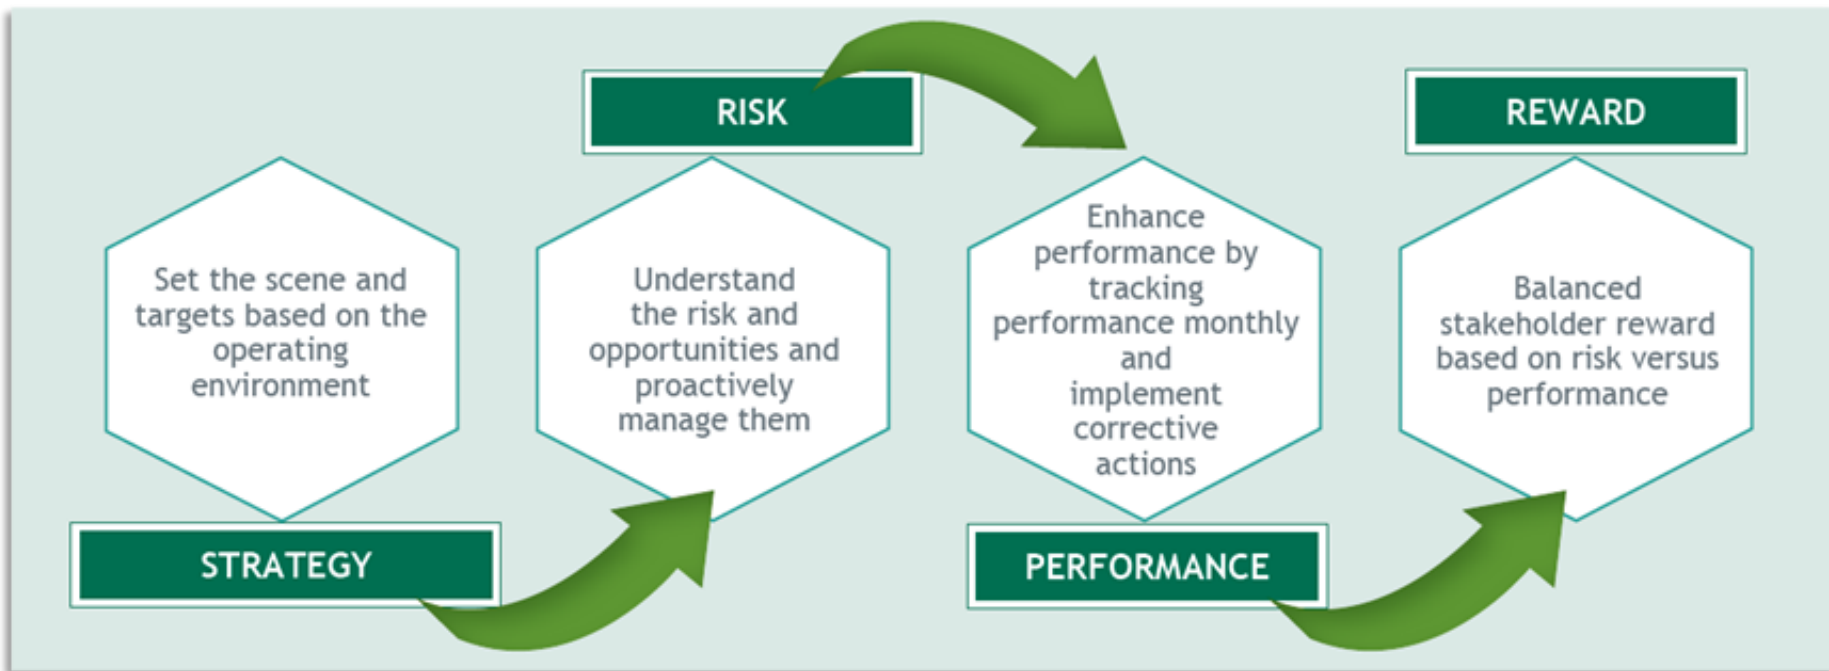 STRATEGY
Set the scene and
targets based on the
operating
environment
RISK
Understand
the risk and
opportunities and
proactively
manage them
Enhance
performance by
tracking
performance monthly
and
implement
corrective
actions
PERFORMANCE
REWARD
Balanced
stakeholder reward
based on risk versus
performance